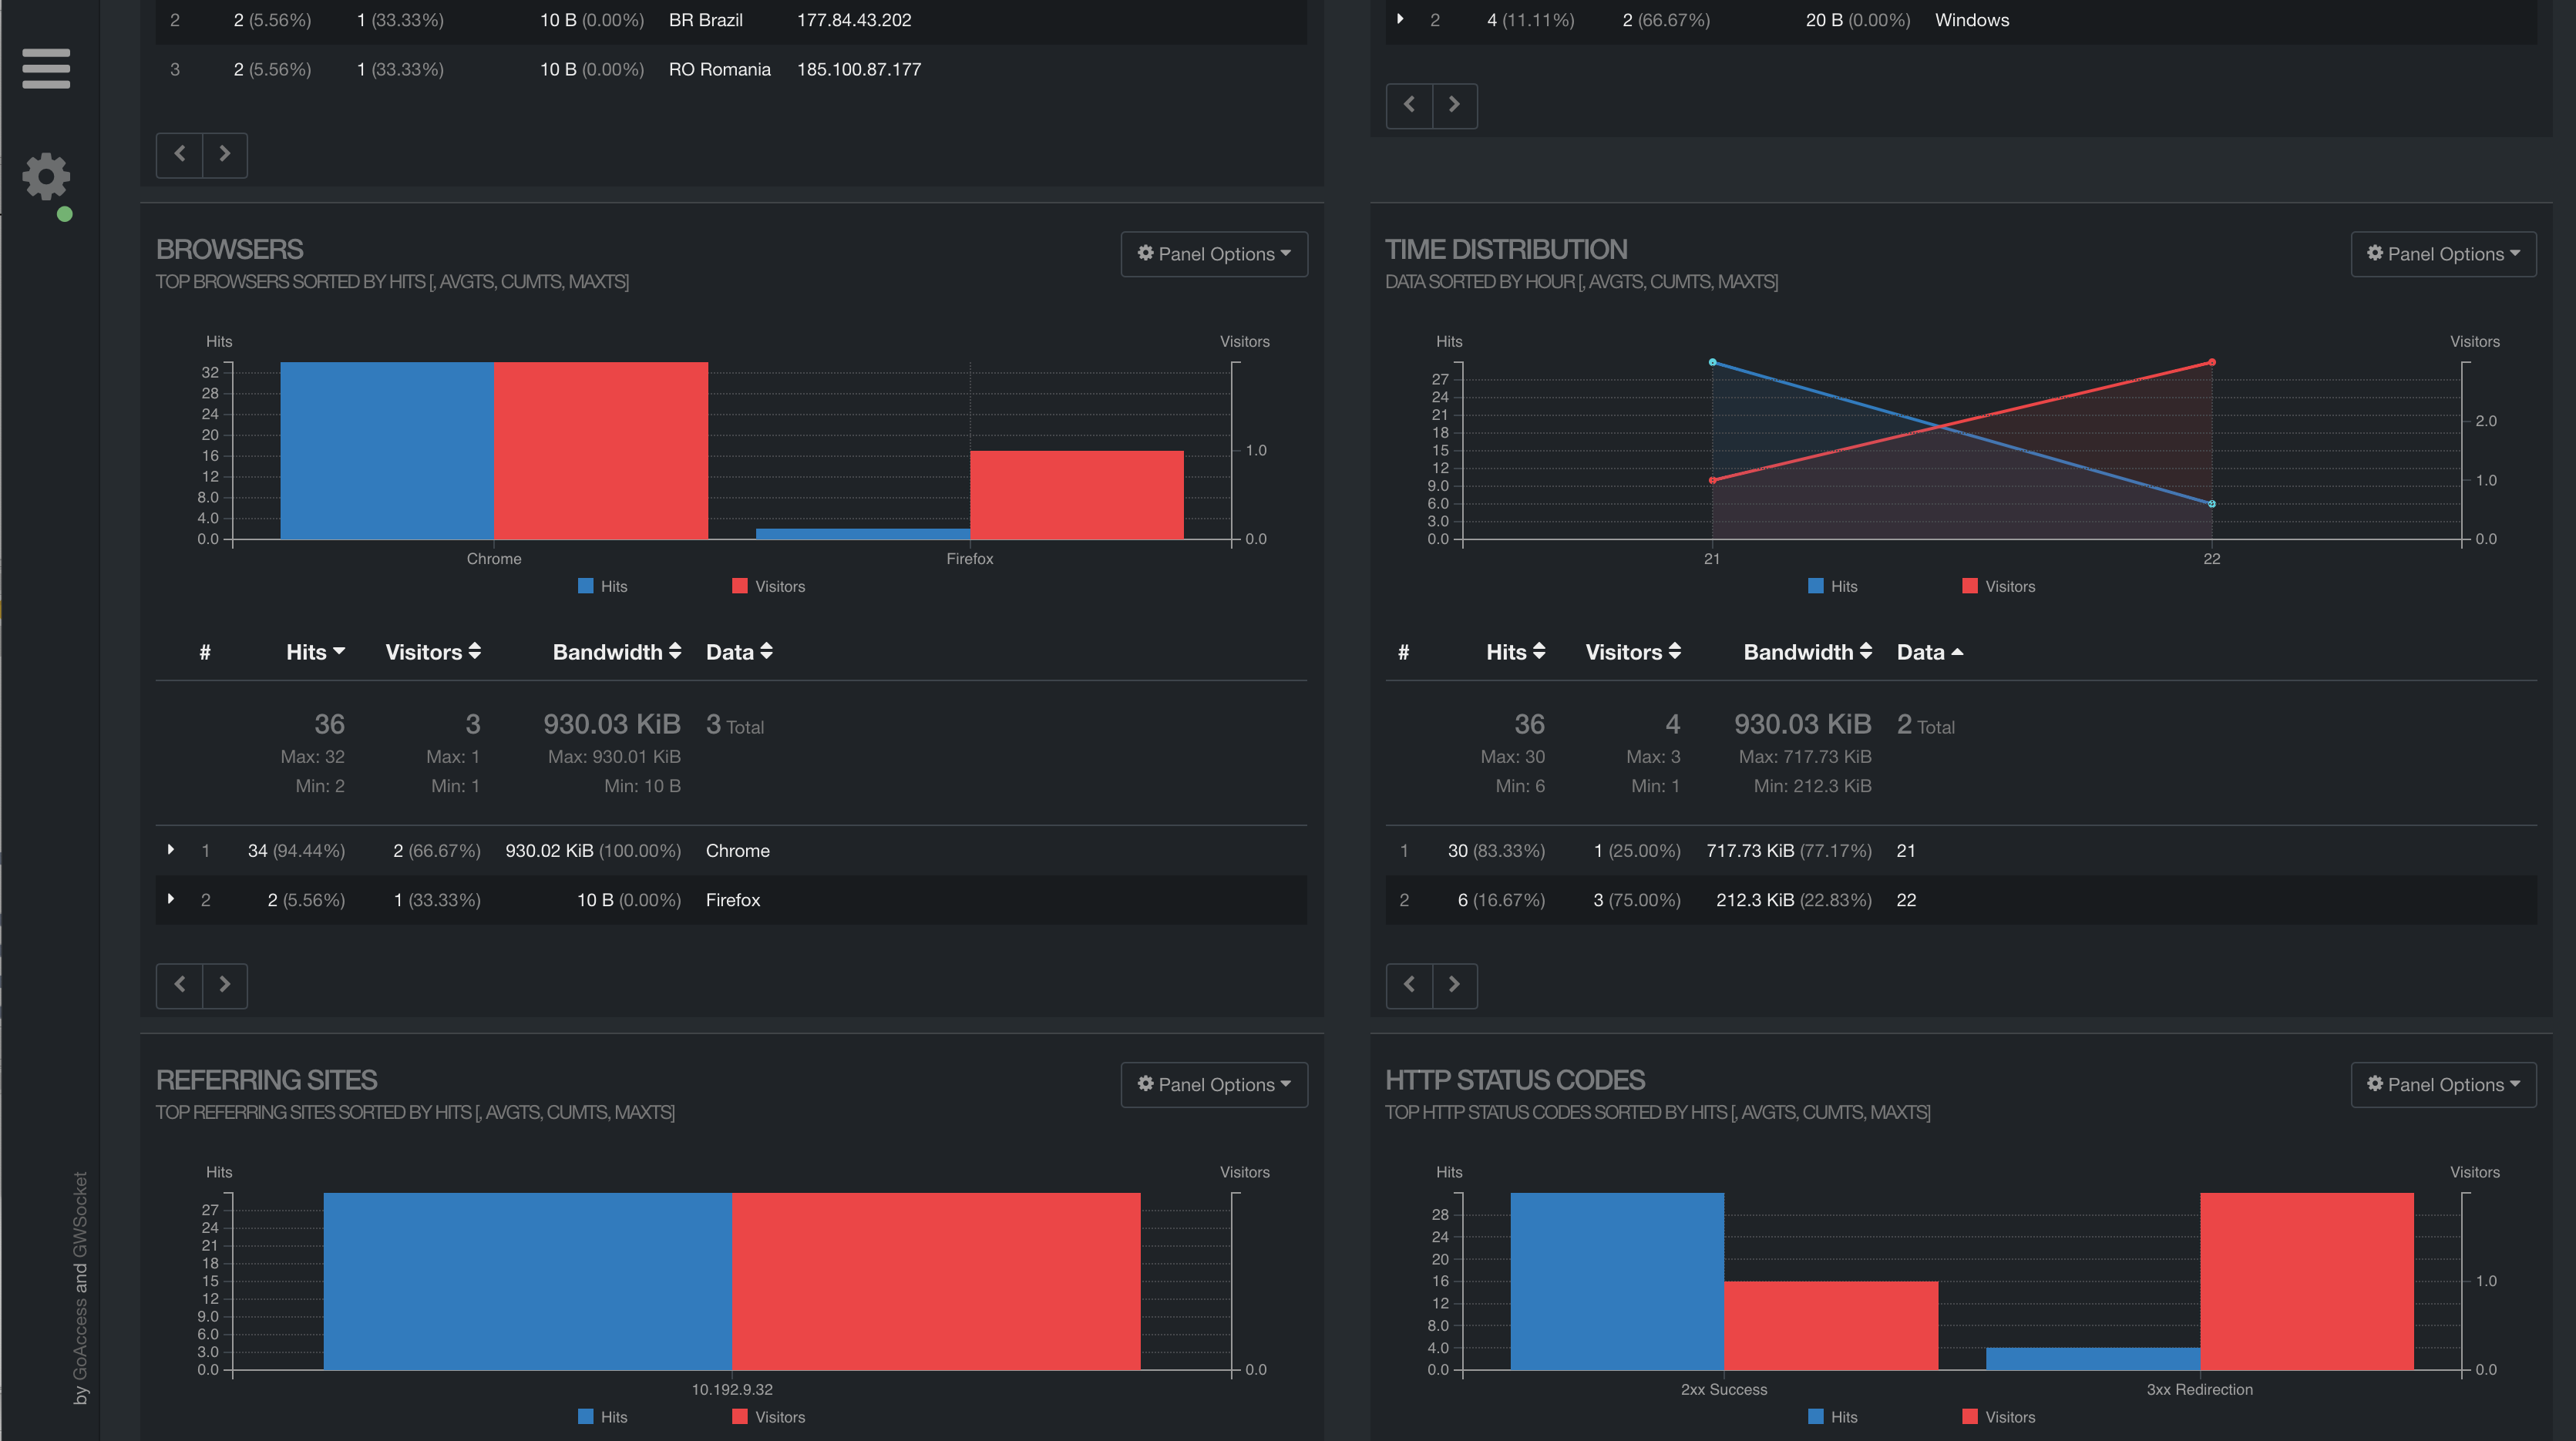 2 2 (5.56%) 1 (33.33%) 10 B (0.00%) BR Brazil 177.84.43.202
3 2 (5.56%) 1 (33.33%) 10 B (0.00%) RO Romania 185.100.87.177
2 4 (11.11%) 2 (66.67%) 20 B (0.00%) Windows
BROWSERS
Panel Options
TOP BROWSERS SORTED BY HITS [, AVGTS, CUMTS, MAXTS]
Hits
Visitors
32
28
24
20
16
12
8.0
4.0
0.0
1.0
0.0
Chrome Firefox
Hits Visitors
# Hits Visitors Bandwidth Data
36 3 930.03 KiB 3 Total
Max: 32 Max: 1 Max: 930.01 KiB
Min: 2 Min: 1 Min: 10 B
1 34 (94.44%) 2 (66.67%) 930.02 KiB (100.00%) Chrome
2 2 (5.56%) 1 (33.33%) 10 B (0.00%) Firefox
TIME DISTRIBUTION
Panel Options
DATA SORTED BY HOUR [, AVGTS, CUMTS, MAXTS]
Hits
Visitors
27
24
21
18
15
12
9.0
6.0
3.0
0.0
2.0
1.0
0.0
21 22
Hits Visitors
# Hits Visitors Bandwidth Data
36 4 930.03 KiB 2 Total
Max: 30 Max: 3 Max: 717.73 KiB
Min: 6 Min: 1 Min: 212.3 KiB
1 30 (83.33%) 1 (25.00%) 717.73 KiB (77.17%) 21
2 6 (16.67%) 3 (75.00%) 212.3 KiB (22.83%) 22
REFERRING SITES
Panel Options
TOP REFERRING SITES SORTED BY HITS [, AVGTS, CUMTS, MAXTS]
Hits
Visitors
27
24
21
18
15
12
9.0
6.0
3.0
0.0
0.0
10.192.9.32
Hits Visitors
HTTP STATUS CODES
Panel Options
TOP HTTP STATUS CODES SORTED BY HITS [, AVGTS, CUMTS, MAXTS]
Hits
Visitors
28
24
20
16
12
8.0
4.0
0.0
1.0
0.0
2xx Success 3xx Redirection
Hits Visitors
by GoAccess and GWSocket